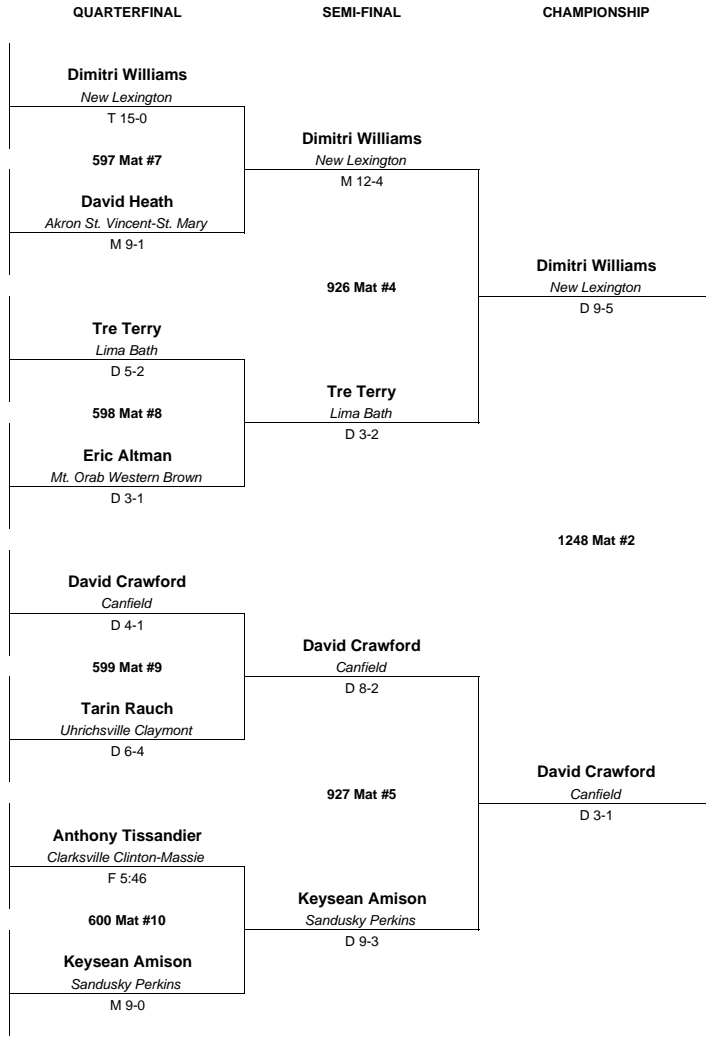 QUARTERFINAL SEMI-FINAL CHAMPIONSHIP
Dimitri Williams
New Lexington
T 15-0
597 Mat #7
David Heath
Akron St. Vincent-St. Mary
M 9-1
Tre Terry
Lima Bath
D 5-2
598 Mat #8
Eric Altman
Mt. Orab Western Brown
D 3-1
David Crawford
Canfield
D 4-1
599 Mat #9
Tarin Rauch
Uhrichsville Claymont
D 6-4
Anthony Tissandier
Clarksville Clinton-Massie
F 5:46
600 Mat #10
Keysean Amison
Sandusky Perkins
M 9-0
Dimitri Williams
New Lexington
M 12-4
926 Mat #4
Tre Terry
Lima Bath
D 3-2
David Crawford
Canfield
D 8-2
927 Mat #5
Keysean Amison
Sandusky Perkins
D 9-3
Dimitri Williams
New Lexington
D 9-5
1248 Mat #2
David Crawford
Canfield
D 3-1